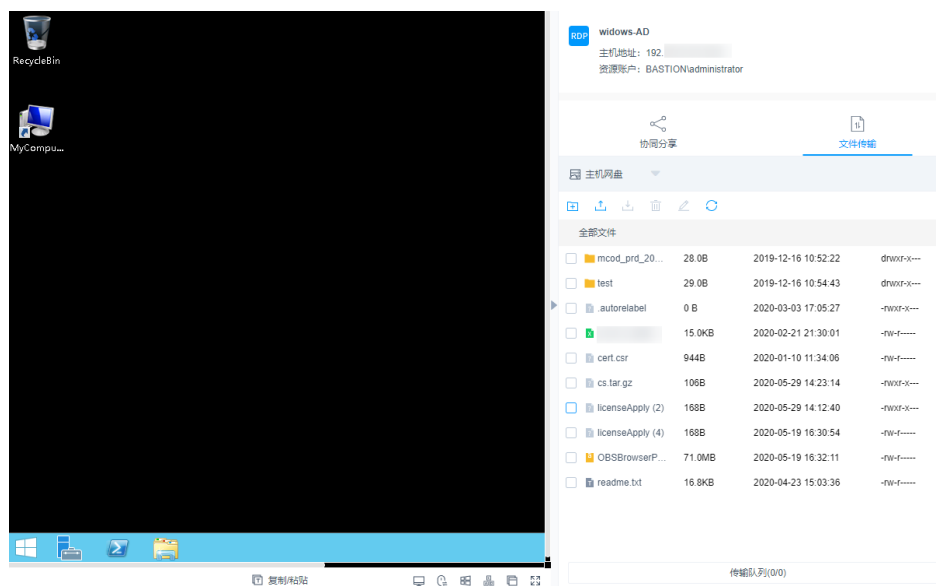 RecycleBin
MyCompu...
复制/粘贴
RDP
widows-AD
主机地址：192.
资源账户：BASTION\administrator
协同分享
文件传输
主机网盘
全部文件
mcod_prd_20... 28.0B 2019-12-16 10:52:22 drwxr-x---
test 29.0B 2019-12-16 10:54:43 drwxr-x---
.autorelabel 0 B 2020-03-03 17:05:27 -rwxr-x---
15.0KB 2020-02-21 21:30:01 -rw-r-----
cert.csr 944B 2020-01-10 11:34:06 -rw-r-----
cs.tar.gz 106B 2020-05-29 14:23:14 -rwxr-x---
licenseApply (2) 168B 2020-05-29 14:12:40 -rwxr-x---
licenseApply (4) 168B 2020-05-19 16:30:54 -rw-r-----
OBSBrowserP... 71.0MB 2020-05-19 16:32:11 -rw-r-----
readme.txt 16.8KB 2020-04-23 15:03:36 -rw-r-----
传输队列(0/0)